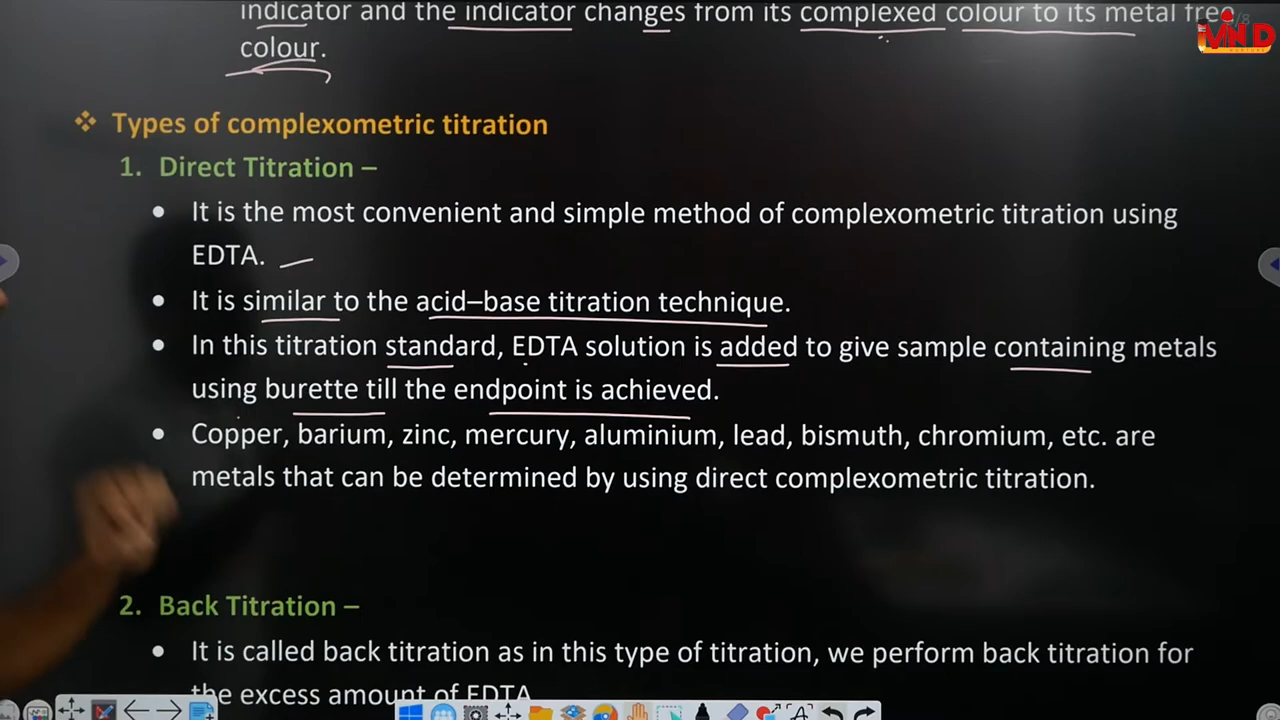 indicator and the indicator changes from its complexed colour to its metal free
colour.
❖ Types of complexometric titration
1. Direct Titration –
• It is the most convenient and simple method of complexometric titration using
EDTA.
• It is similar to the acid–base titration technique.
• In this titration standard, EDTA solution is added to give sample containing metals
using burette till the endpoint is achieved.
• Copper, barium, zinc, mercury, aluminium, lead, bismuth, chromium, etc. are
metals that can be determined by using direct complexometric titration.
2. Back Titration –
• It is called back titration as in this type of titration, we perform back titration for
the excess amount of EDTA